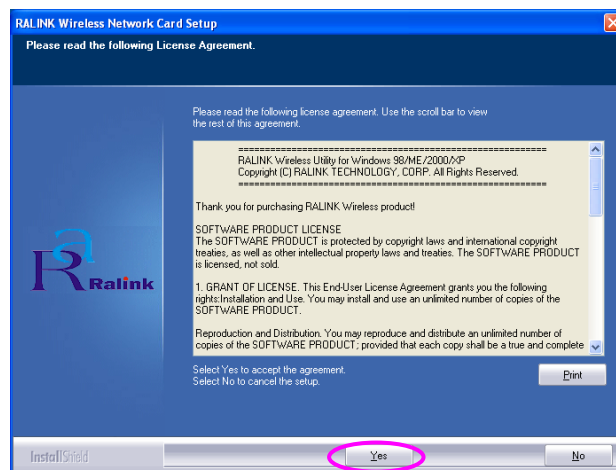 RALINK Wireless Network Card Setup
Please read the following License Agreement.
Please read the following license agreement. Use the scroll bar to view
the rest of this agreement.
============================================================
RALINK Wireless Utility for Windows 98/ME/2000/XP
Copyright (C) RALINK TECHNOLOGY, CORP. All Rights Reserved.
============================================================
Thank you for purchasing RALINK Wireless product!
SOFTWARE PRODUCT LICENSE
The SOFTWARE PRODUCT is protected by copyright laws and international copyright
treaties, as well as other intellectual property laws and treaties. The SOFTWARE PRODUCT
is licensed, not sold.
1. GRANT OF LICENSE. This End-User License Agreement grants you the following
rights:Installation and Use. You may install and use an unlimited number of copies of the
SOFTWARE PRODUCT.
Reproduction and Distribution. You may reproduce and distribute an unlimited number of
copies of the SOFTWARE PRODUCT; provided that each copy shall be a true and complete
Ralink
Select Yes to accept the agreement.
Select No to cancel the setup.
Print
InstallShield
Yes
No